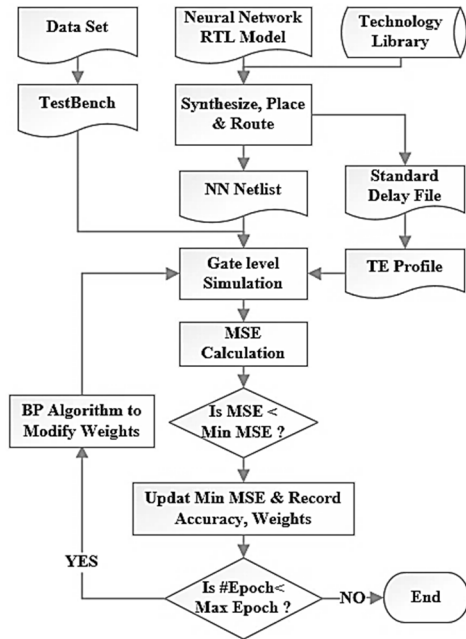 Data Set
Neural Network
RTL Model
Technology
Library
TestBench
Synthesize, Place
& Route
NN Netlist
Standard
Delay File
Gate level
Simulation
TE Profile
MSE
Calculation
BP Algorithm to
Modify Weights
Is MSE <
Min MSE ?
Updat Min MSE & Record
Accuracy, Weights
YES
Is #Epoch<
Max Epoch ?
NO
End